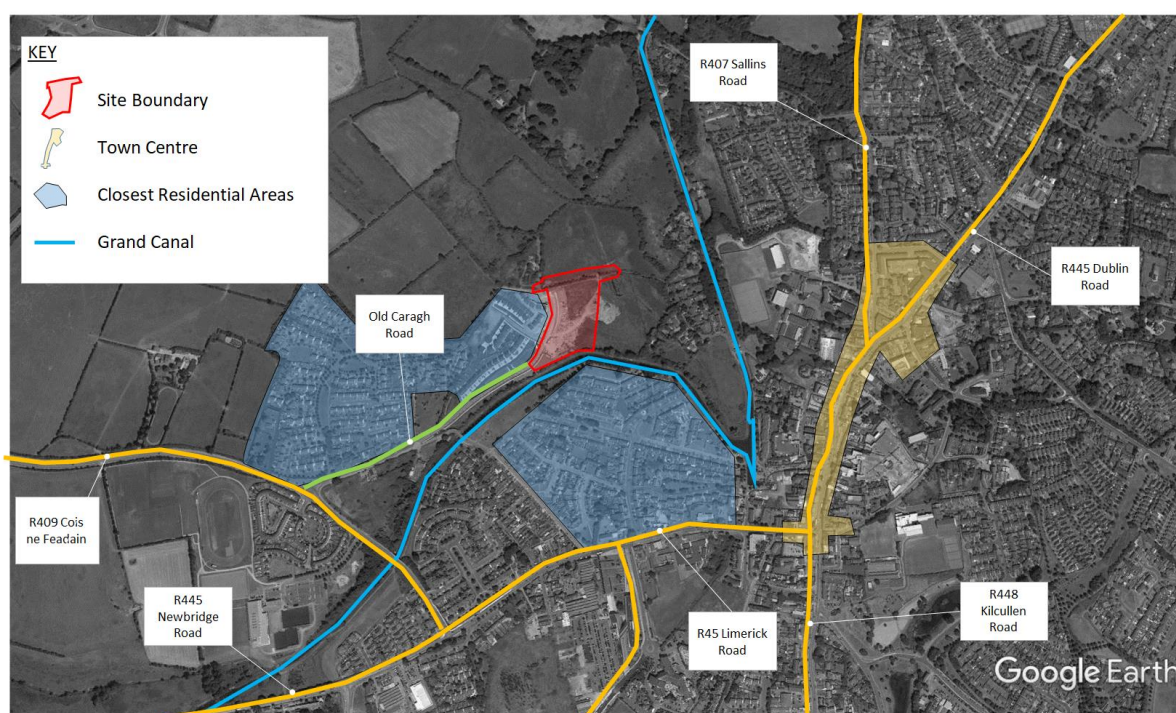 KEY
Site Boundary
Town Centre
Closest Residential Areas
Grand Canal
R407 Sallins
Road
R445 Dublin
Road
Old Caragh
Road
R409 Cois
ne Feadain
R445
Newbridge
Road
R45 Limerick
Road
R448
Kilcullen
Road
Google Earth